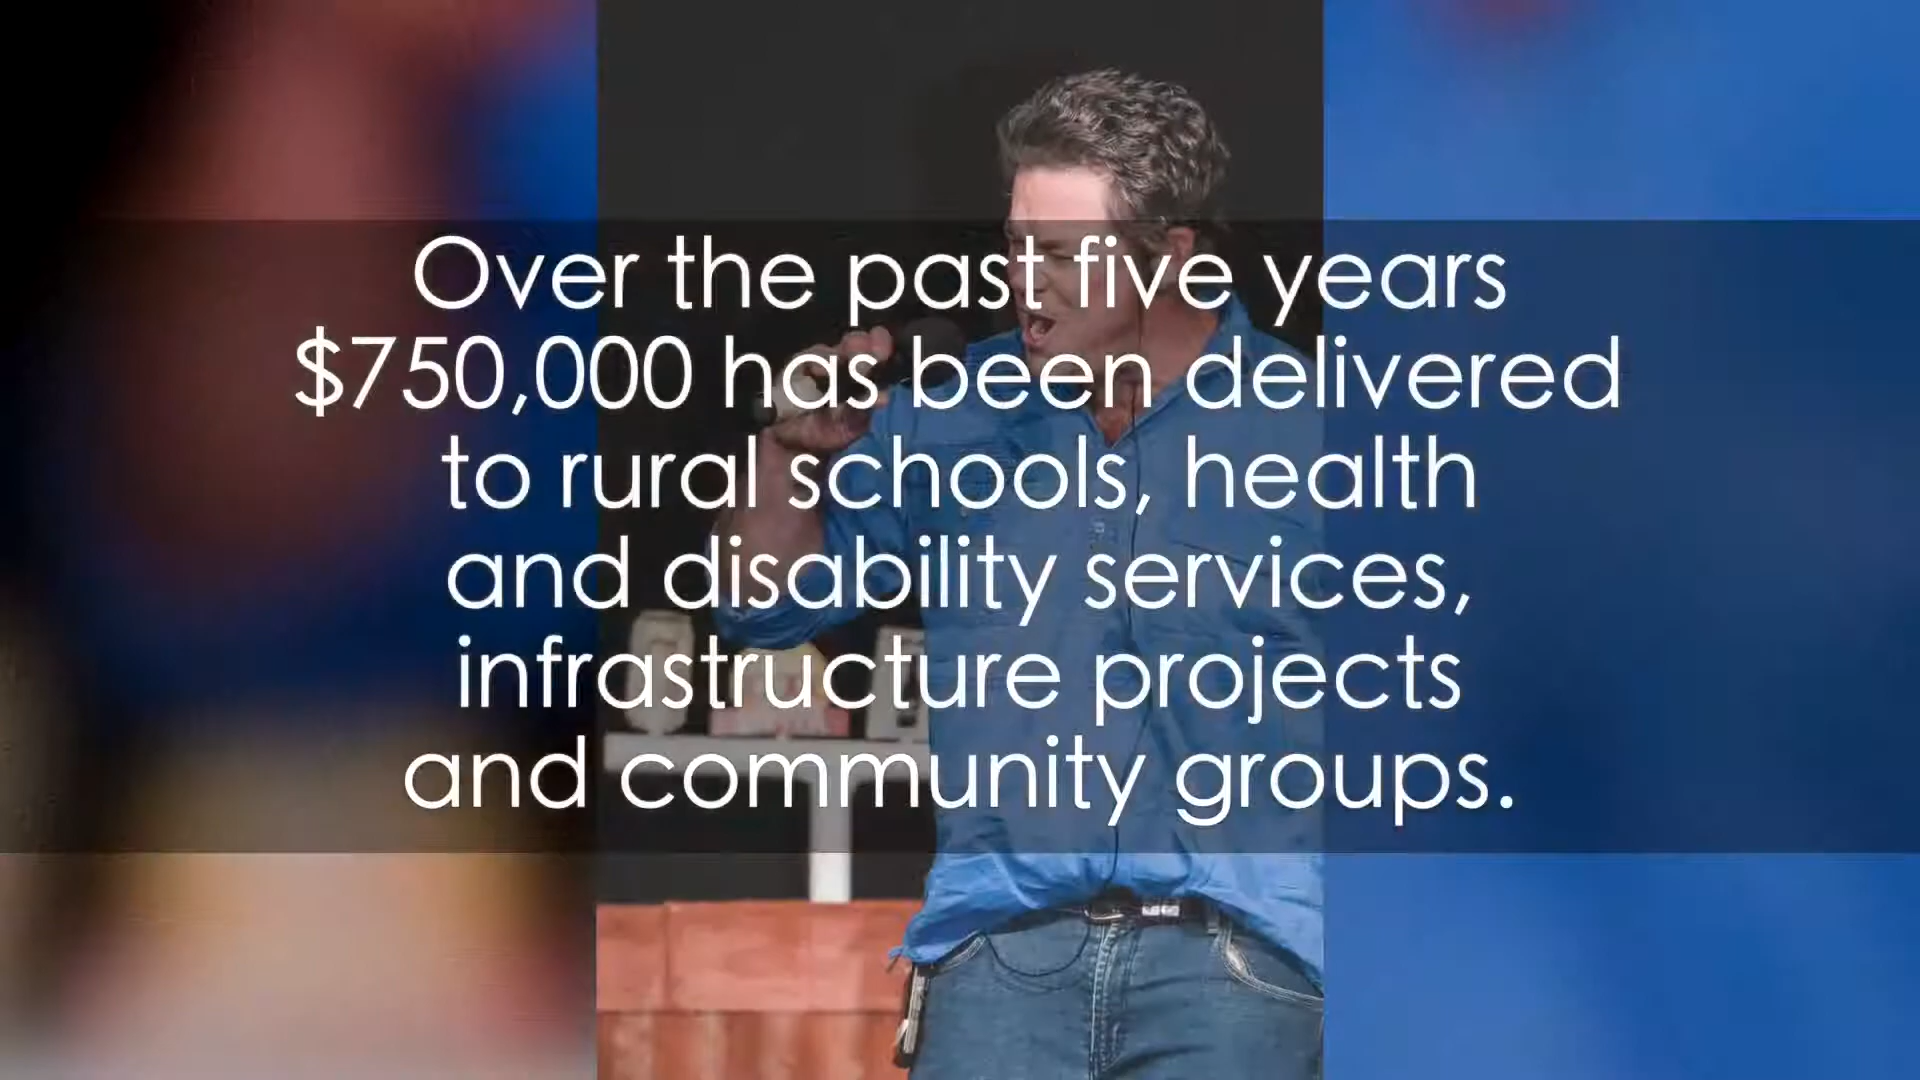 Over the past five years
$750,000 has been delivered
to rural schools, health
and disability services,
infrastructure projects
and community groups.